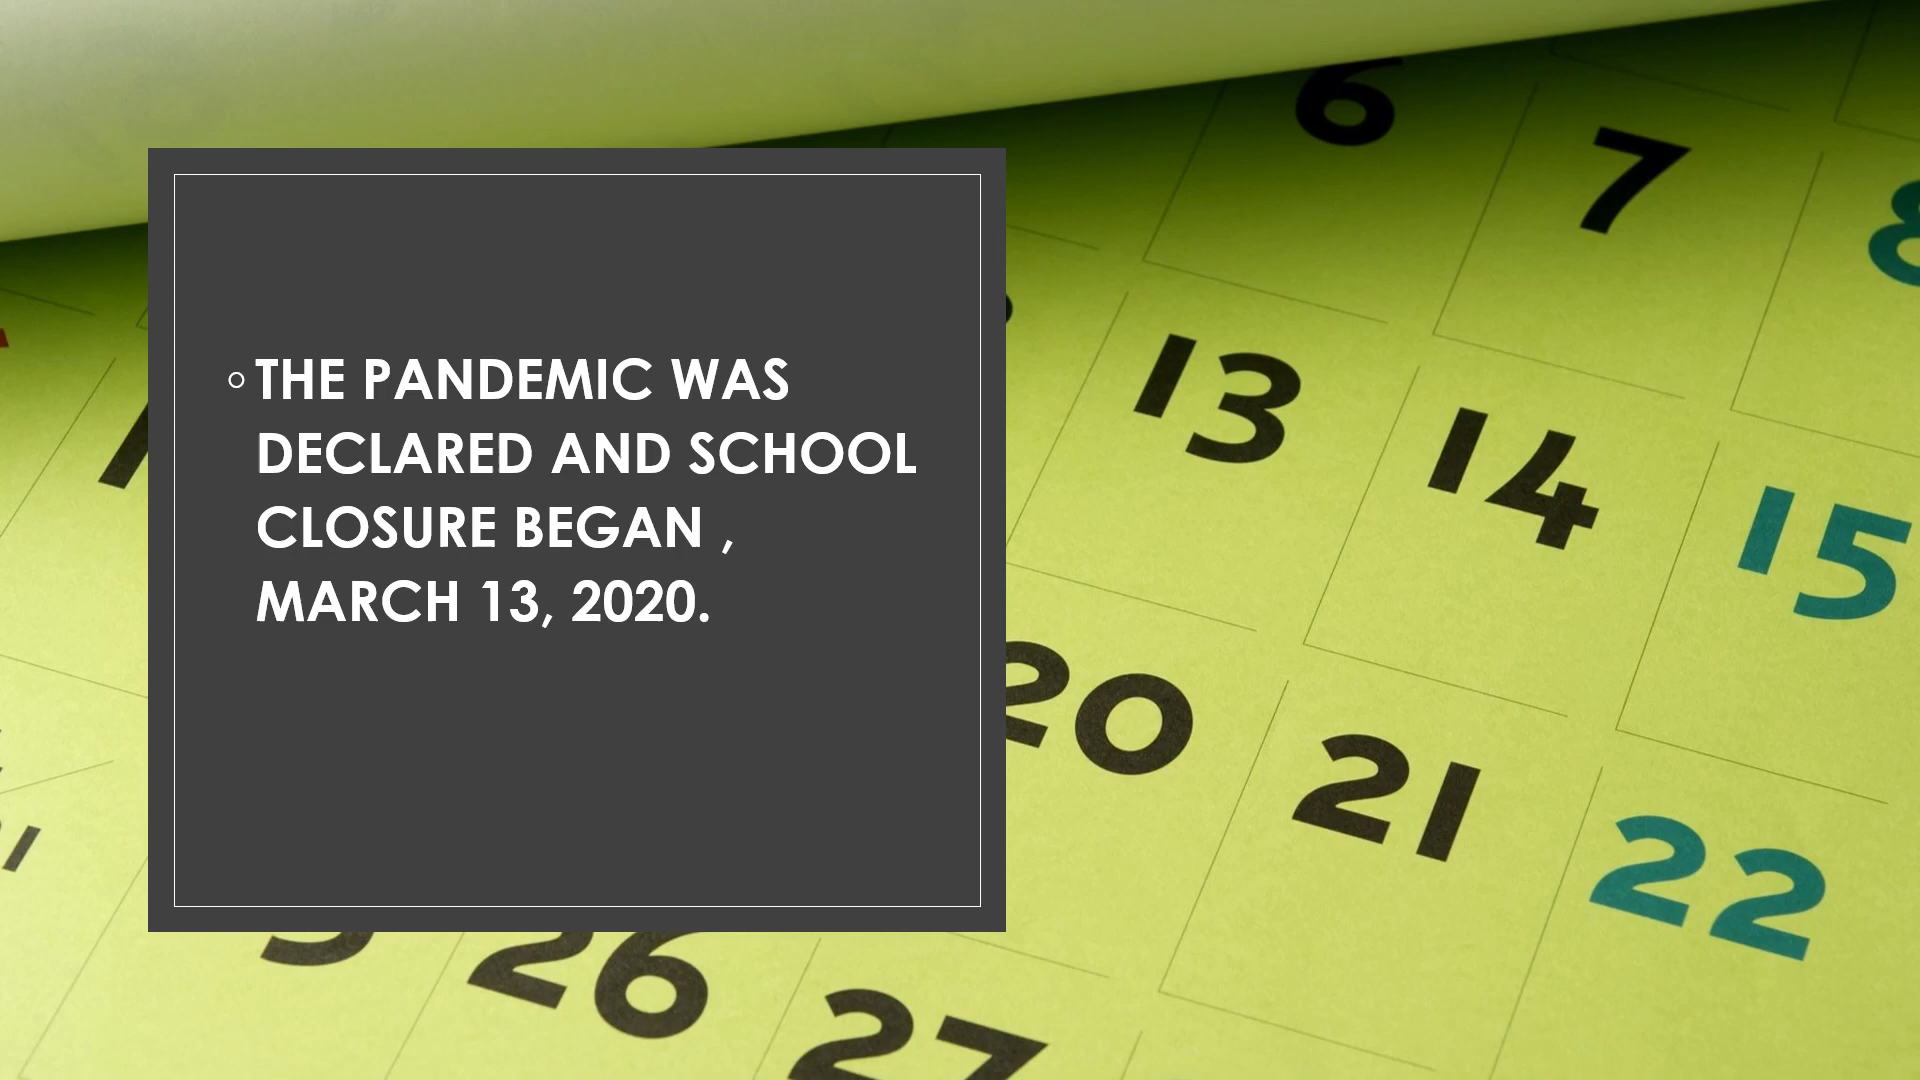 THE PANDEMIC WAS
DECLARED AND SCHOOL
CLOSURE BEGAN ,
MARCH 13, 2020.
6
7
8
13
14
15
20
21
22
26
27